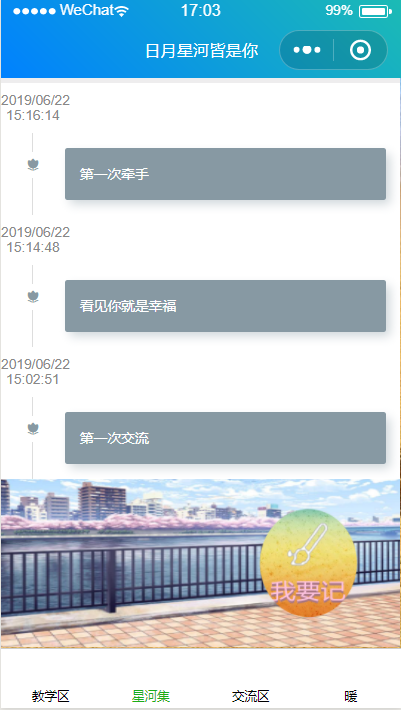 WeChat
17:03
99%
日月星河皆是你
2019/06/22
15:16:14
第一次牵手
2019/06/22
15:14:48
看见你就是幸福
2019/06/22
15:02:51
第一次交流
我要记
教学区
星河集
交流区
暖